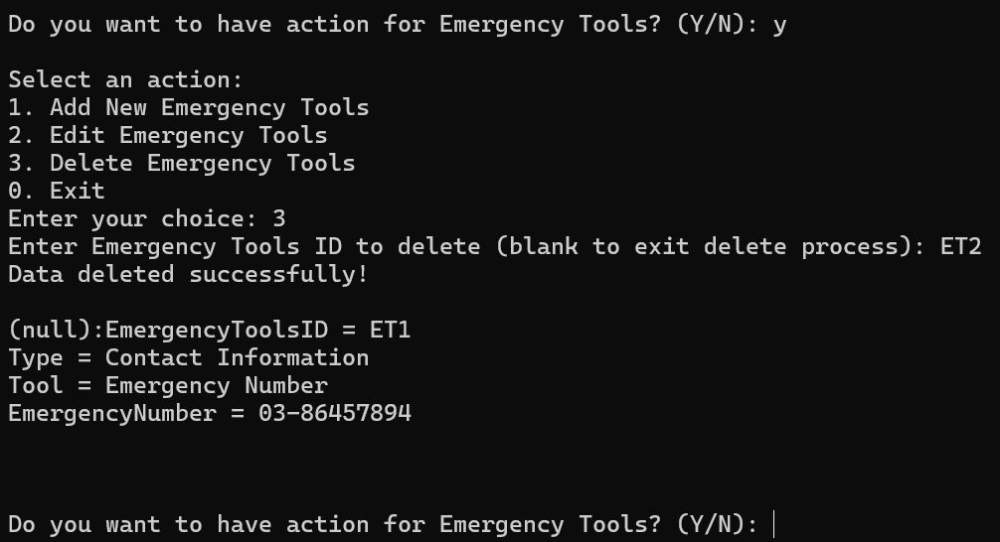 Do you want to have action for Emergency Tools? (Y/N): y
Select an action:
1. Add New Emergency Tools
2. Edit Emergency Tools
3. Delete Emergency Tools
0. Exit
Enter your choice: 3
Enter Emergency Tools ID to delete (blank to exit delete process): ET2
Data deleted successfully!
(null):EmergencyToolsID = ET1
Type = Contact Information
Tool = Emergency Number
EmergencyNumber = 03-86457894
Do you want to have action for Emergency Tools? (Y/N):